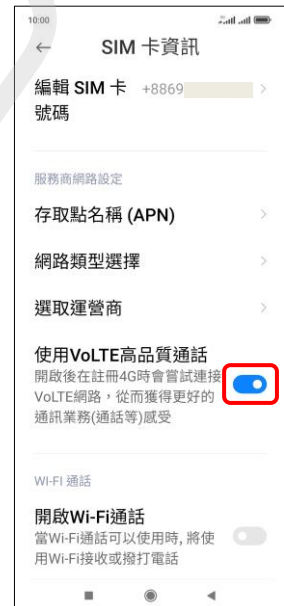 10:00
SIM 卡資訊
編輯 SIM 卡 +8869
號碼
服務商網路設定
存取點名稱 (APN)
網路類型選擇
選取運營商
使用VoLTE高品質通話
開啟後在註冊4G時會嘗試連接
VoLTE網路，從而獲得更好的
通訊業務(通話等)感受
WI-FI 通話
開啟Wi-Fi通話
當Wi-Fi通話可以使用時, 將使
用Wi-Fi接收或撥打電話